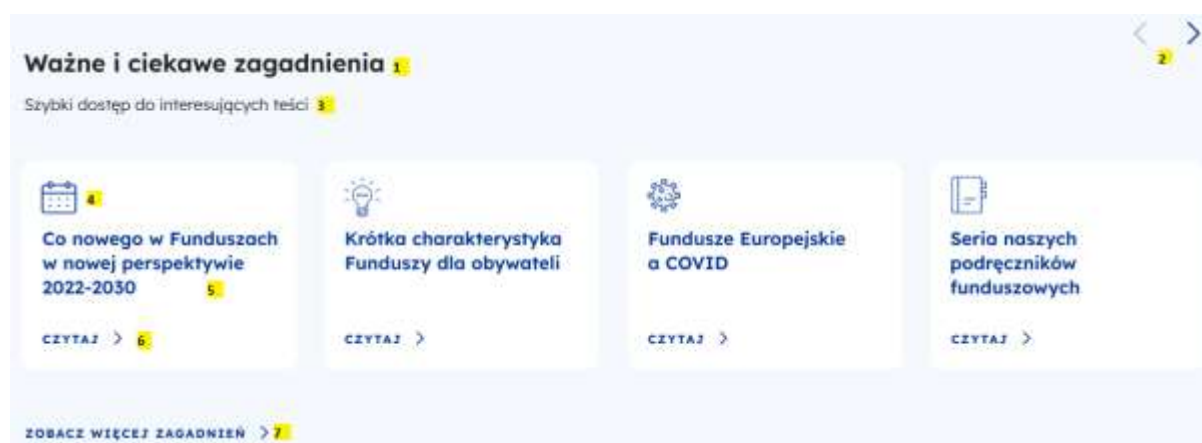 Ważne i ciekawe zagadnienia 1
2
Szybki dostęp do interesujących teści 3
4
Co nowego w Funduszach
w nowej perspektywie
2022-2030 5
CZYTAJ > 6
Krótka charakterystyka
Funduszy dla obywateli
CZYTAJ >
Fundusze Europejskie
a COVID
CZYTAJ >
Seria naszych
podręczników
funduszowych
CZYTAJ >
ZOBACZ WIĘCEJ ZAGADNIEŃ > 7